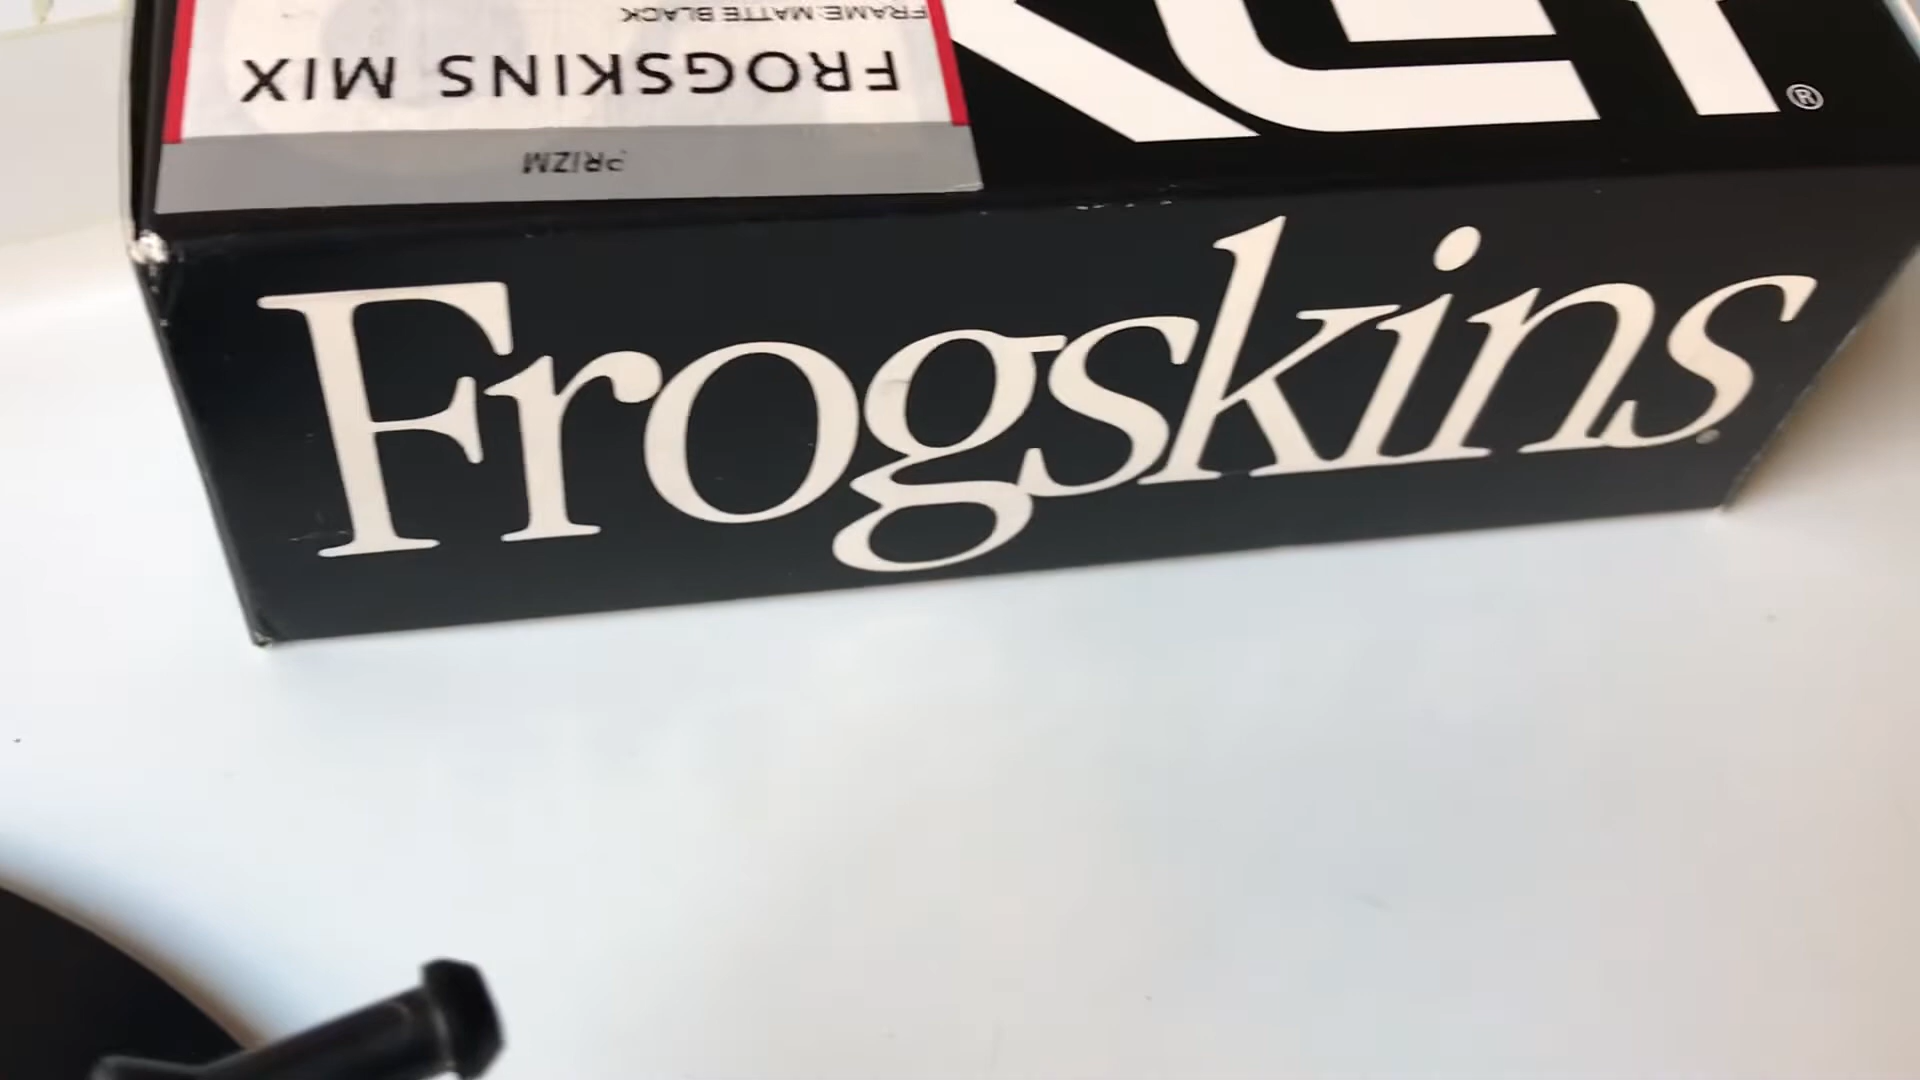 FRAME:MATTE BLACK
FROGSKINS MIX
PRIZM
®
Frogskins